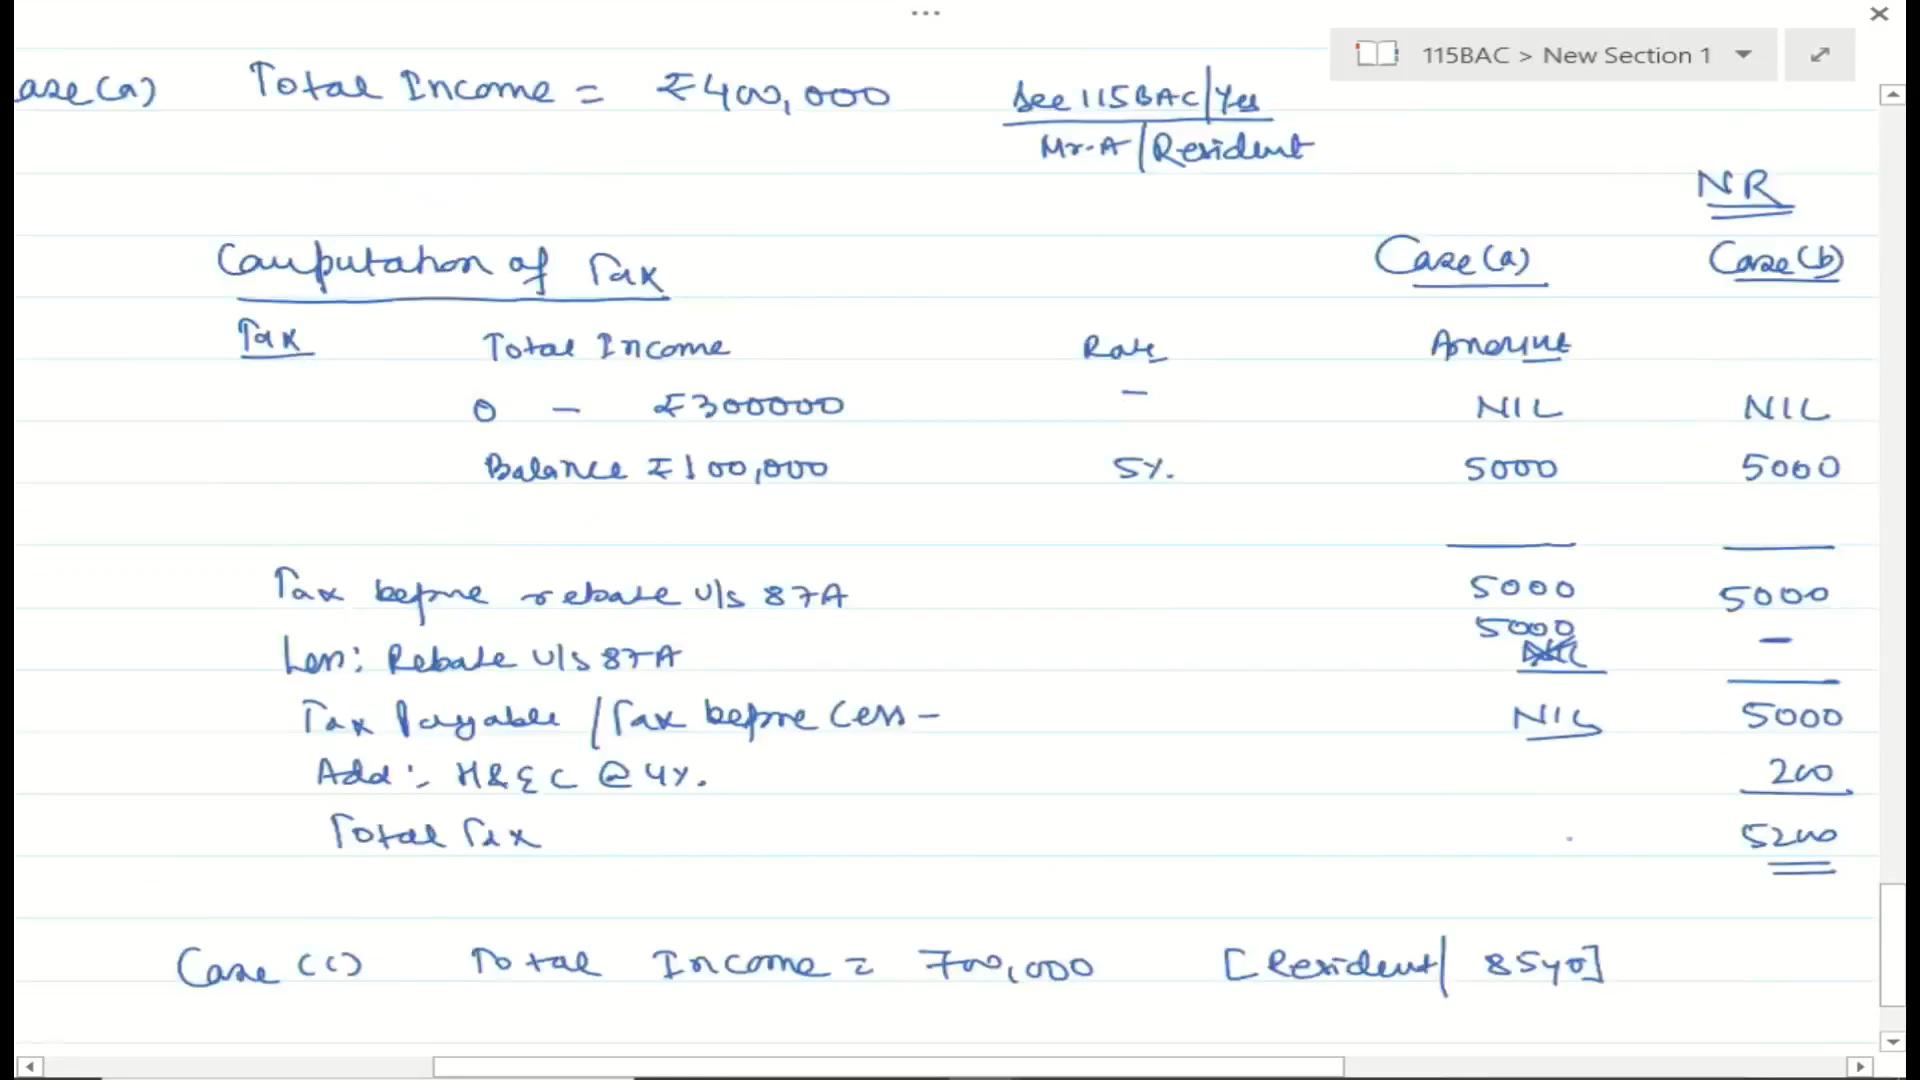 115BAC > New Section 1
ase(a) Total Income = ₹400,000 See 115BAC | Yes
Mr. A | Resident
NR
Computation of Tax Case (a) Case (b)
Tax Total Income Rate Amount
0 - ₹300000 - NIL NIL
Balance ₹100,000 5% 5000 5000
Tax before rebate u/s 87A 5000 5000
5000
Less: Rebate u/s 87A -
Tax Payable / Tax before Cess - NIL 5000
Add :- H&EC @ 4%. 200
Total Tax 5200
Case (c) Total Income = 700,000 [Resident | 85yo]